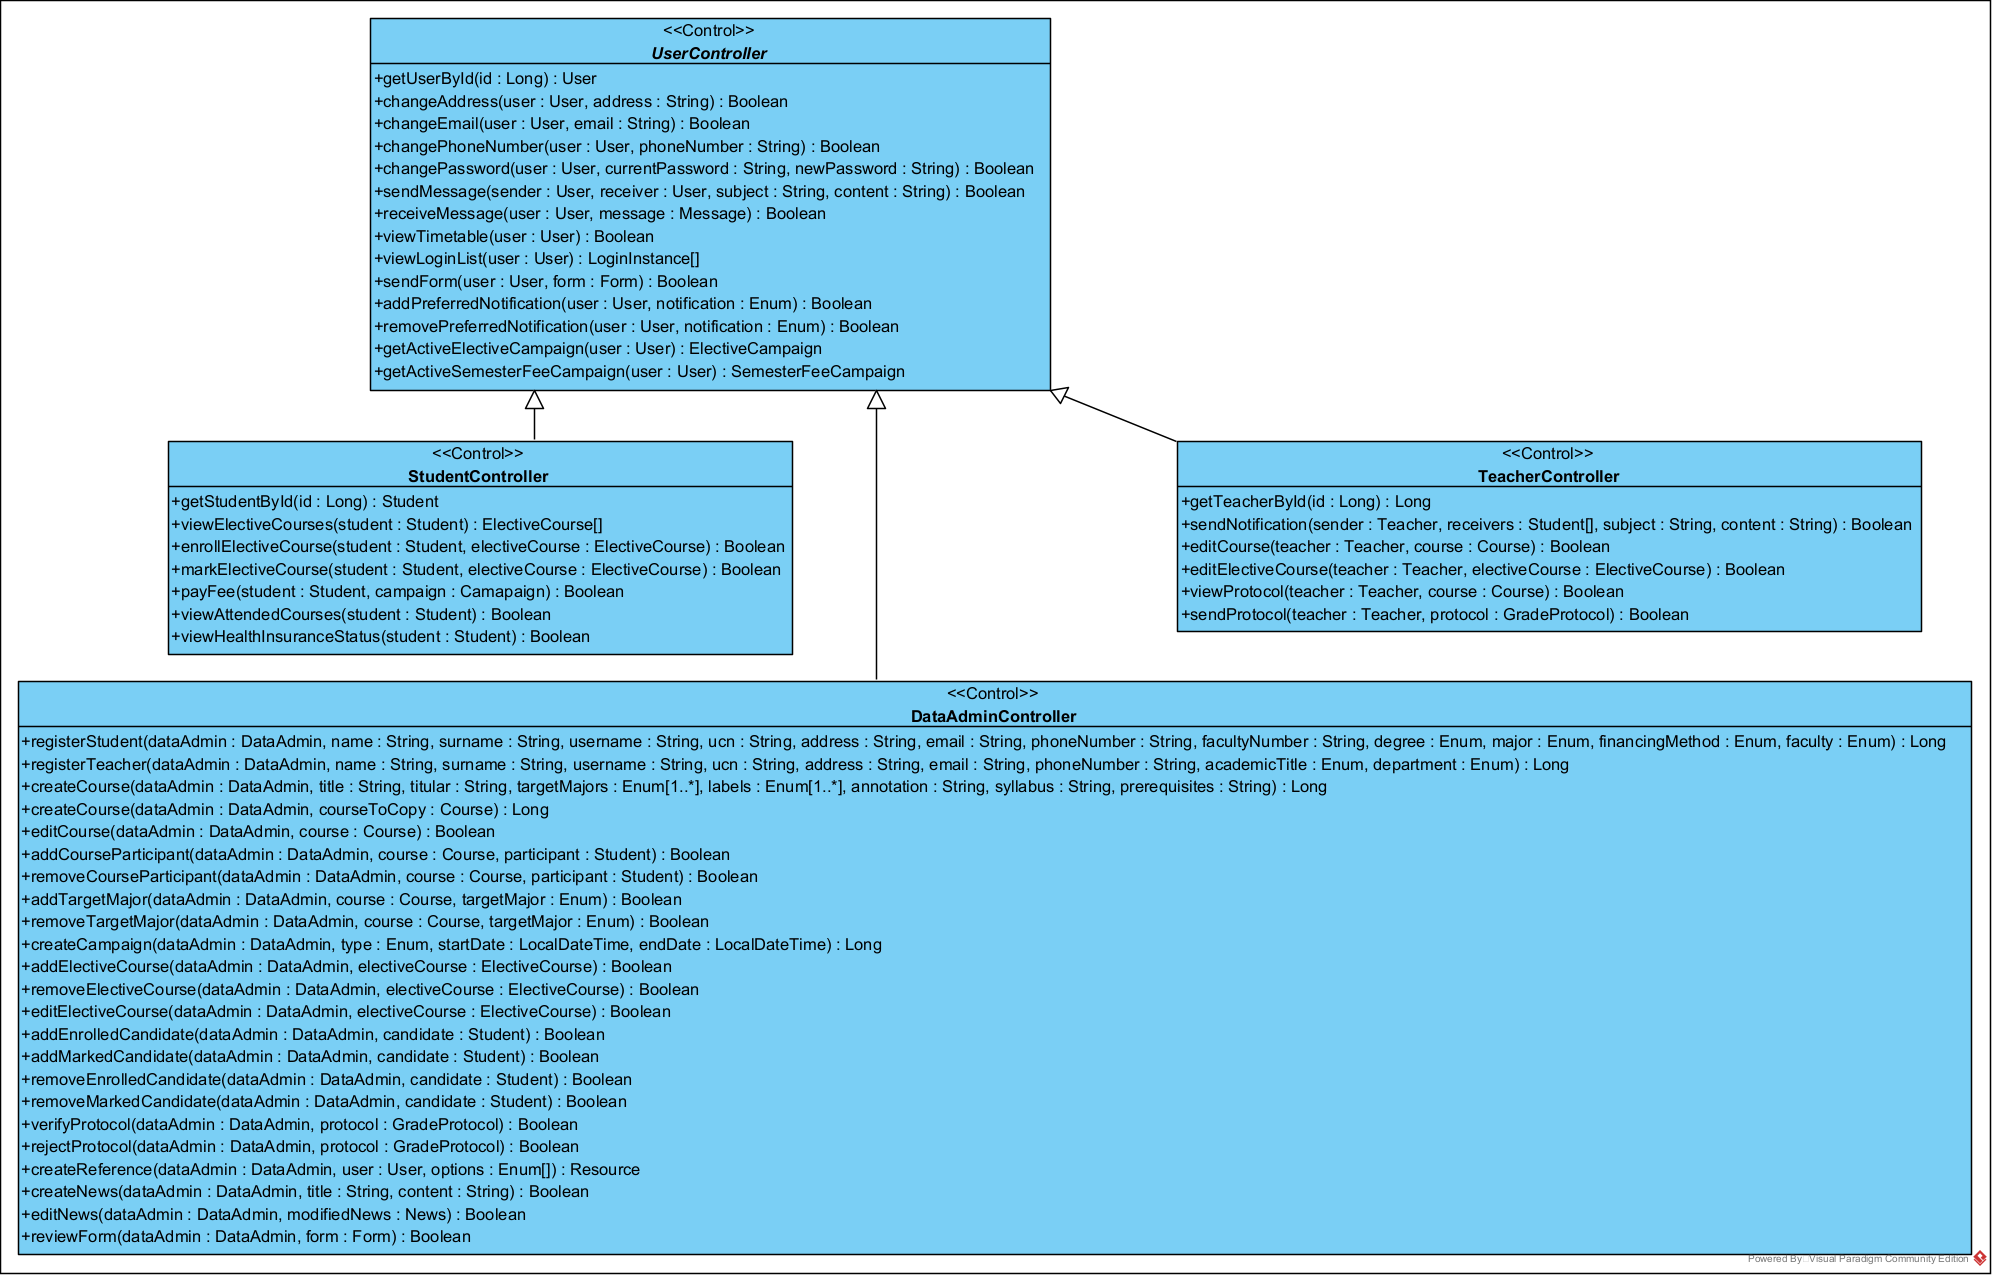 <<Control>>
UserController
+getUserById(id : Long) : User
+changeAddress(user : User, address : String) : Boolean
+changeEmail(user : User, email : String) : Boolean
+changePhoneNumber(user : User, phoneNumber : String) : Boolean
+changePassword(user : User, currentPassword : String, newPassword : String) : Boolean
+sendMessage(sender : User, receiver : User, subject : String, content : String) : Boolean
+receiveMessage(user : User, message : Message) : Boolean
+viewTimetable(user : User) : Boolean
+viewLoginList(user : User) : LoginInstance[]
+sendForm(user : User, form : Form) : Boolean
+addPreferredNotification(user : User, notification : Enum) : Boolean
+removePreferredNotification(user : User, notification : Enum) : Boolean
+getActiveElectiveCampaign(user : User) : ElectiveCampaign
+getActiveSemesterFeeCampaign(user : User) : SemesterFeeCampaign
<<Control>>
StudentController
+getStudentById(id : Long) : Student
+viewElectiveCourses(student : Student) : ElectiveCourse[]
+enrollElectiveCourse(student : Student, electiveCourse : ElectiveCourse) : Boolean
+markElectiveCourse(student : Student, electiveCourse : ElectiveCourse) : Boolean
+payFee(student : Student, campaign : Camapaign) : Boolean
+viewAttendedCourses(student : Student) : Boolean
+viewHealthInsuranceStatus(student : Student) : Boolean
<<Control>>
TeacherController
+getTeacherById(id : Long) : Long
+sendNotification(sender : Teacher, receivers : Student[], subject : String, content : String) : Boolean
+editCourse(teacher : Teacher, course : Course) : Boolean
+editElectiveCourse(teacher : Teacher, electiveCourse : ElectiveCourse) : Boolean
+viewProtocol(teacher : Teacher, course : Course) : Boolean
+sendProtocol(teacher : Teacher, protocol : GradeProtocol) : Boolean
<<Control>>
DataAdminController
+registerStudent(dataAdmin : DataAdmin, name : String, surname : String, username : String, ucn : String, address : String, email : String, phoneNumber : String, facultyNumber : String, degree : Enum, major : Enum, financingMethod : Enum, faculty : Enum) : Long
+registerTeacher(dataAdmin : DataAdmin, name : String, surname : String, username : String, ucn : String, address : String, email : String, phoneNumber : String, academicTitle : Enum, department : Enum) : Long
+createCourse(dataAdmin : DataAdmin, title : String, titular : String, targetMajors : Enum[1..*], labels : Enum[1..*], annotation : String, syllabus : String, prerequisites : String) : Long
+createCourse(dataAdmin : DataAdmin, courseToCopy : Course) : Long
+editCourse(dataAdmin : DataAdmin, course : Course) : Boolean
+addCourseParticipant(dataAdmin : DataAdmin, course : Course, participant : Student) : Boolean
+removeCourseParticipant(dataAdmin : DataAdmin, course : Course, participant : Student) : Boolean
+addTargetMajor(dataAdmin : DataAdmin, course : Course, targetMajor : Enum) : Boolean
+removeTargetMajor(dataAdmin : DataAdmin, course : Course, targetMajor : Enum) : Boolean
+createCampaign(dataAdmin : DataAdmin, type : Enum, startDate : LocalDateTime, endDate : LocalDateTime) : Long
+addElectiveCourse(dataAdmin : DataAdmin, electiveCourse : ElectiveCourse) : Boolean
+removeElectiveCourse(dataAdmin : DataAdmin, electiveCourse : ElectiveCourse) : Boolean
+editElectiveCourse(dataAdmin : DataAdmin, electiveCourse : ElectiveCourse) : Boolean
+addEnrolledCandidate(dataAdmin : DataAdmin, candidate : Student) : Boolean
+addMarkedCandidate(dataAdmin : DataAdmin, candidate : Student) : Boolean
+removeEnrolledCandidate(dataAdmin : DataAdmin, candidate : Student) : Boolean
+removeMarkedCandidate(dataAdmin : DataAdmin, candidate : Student) : Boolean
+verifyProtocol(dataAdmin : DataAdmin, protocol : GradeProtocol) : Boolean
+rejectProtocol(dataAdmin : DataAdmin, protocol : GradeProtocol) : Boolean
+createReference(dataAdmin : DataAdmin, user : User, options : Enum[]) : Resource
+createNews(dataAdmin : DataAdmin, title : String, content : String) : Boolean
+editNews(dataAdmin : DataAdmin, modifiedNews : News) : Boolean
+reviewForm(dataAdmin : DataAdmin, form : Form) : Boolean
Powered By Visual Paradigm Community Edition